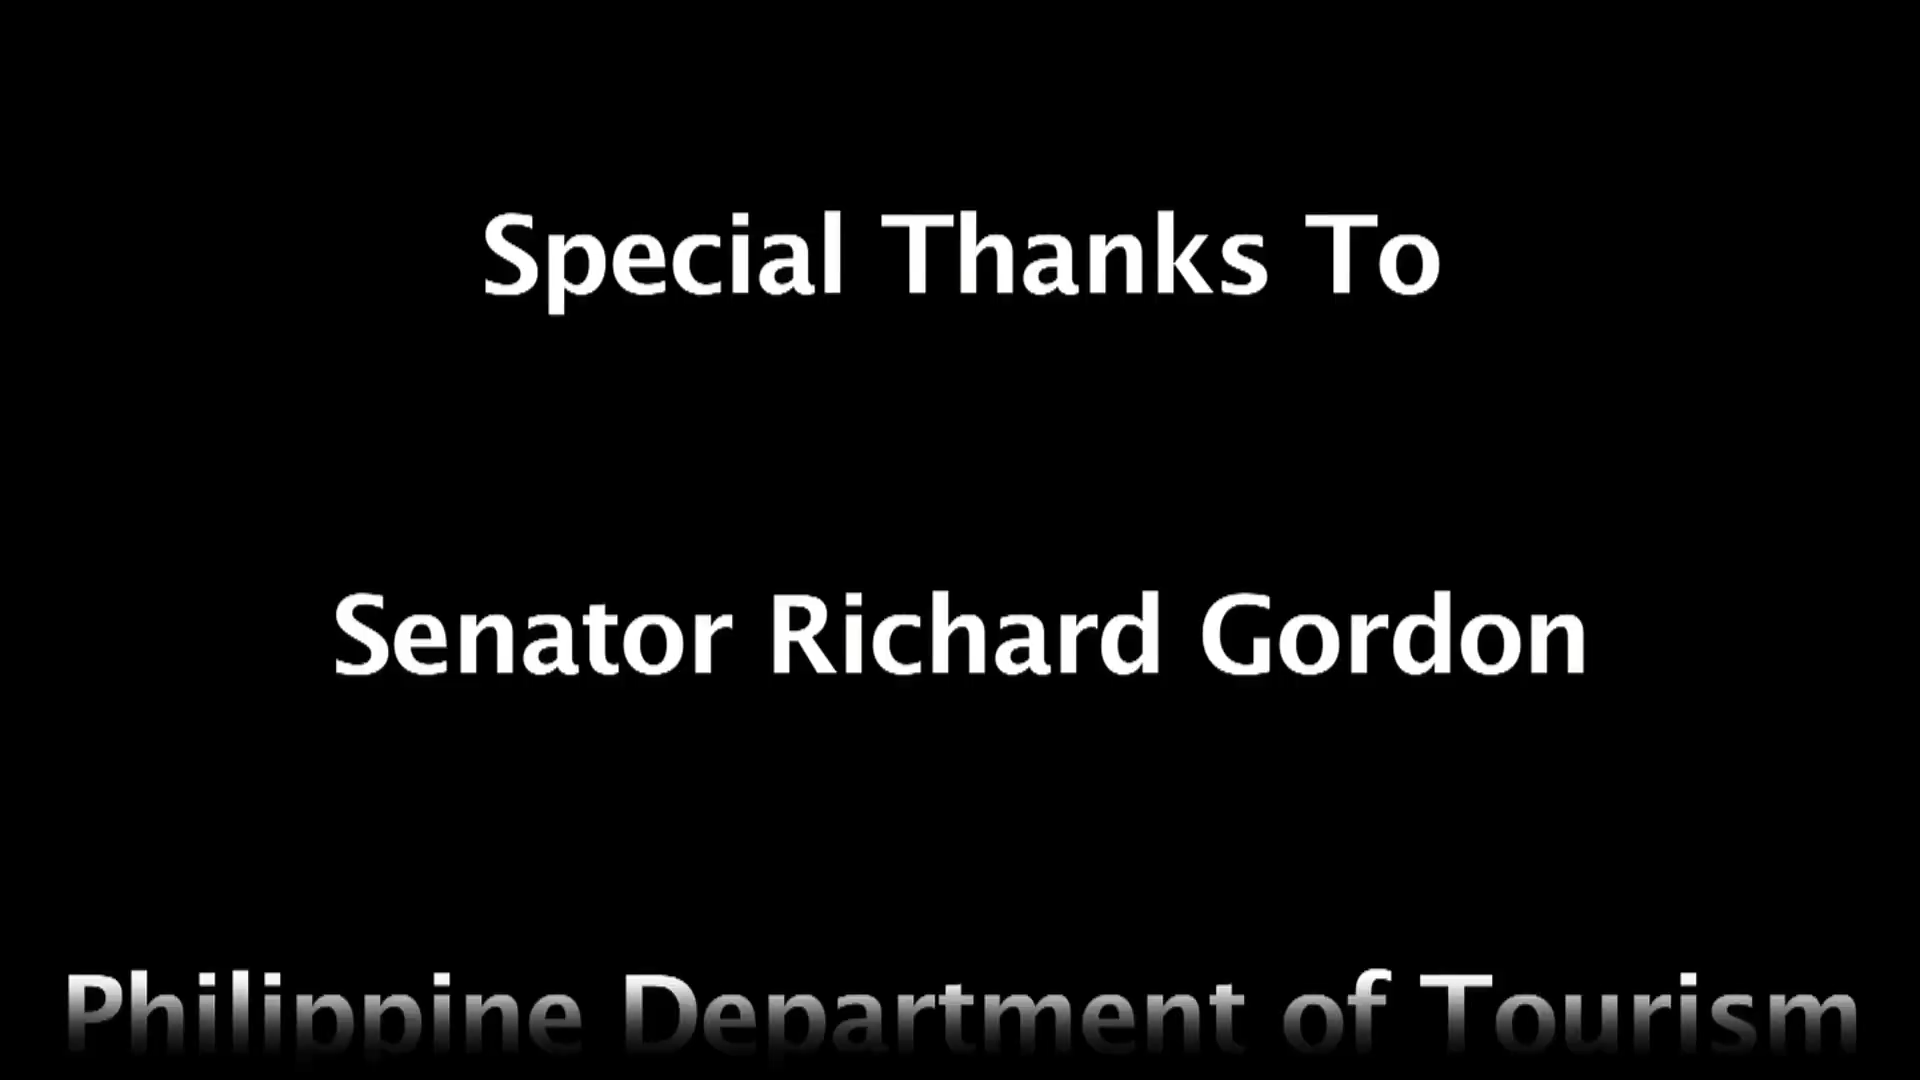 Special Thanks To
Senator Richard Gordon
Philippine Department of Tourism